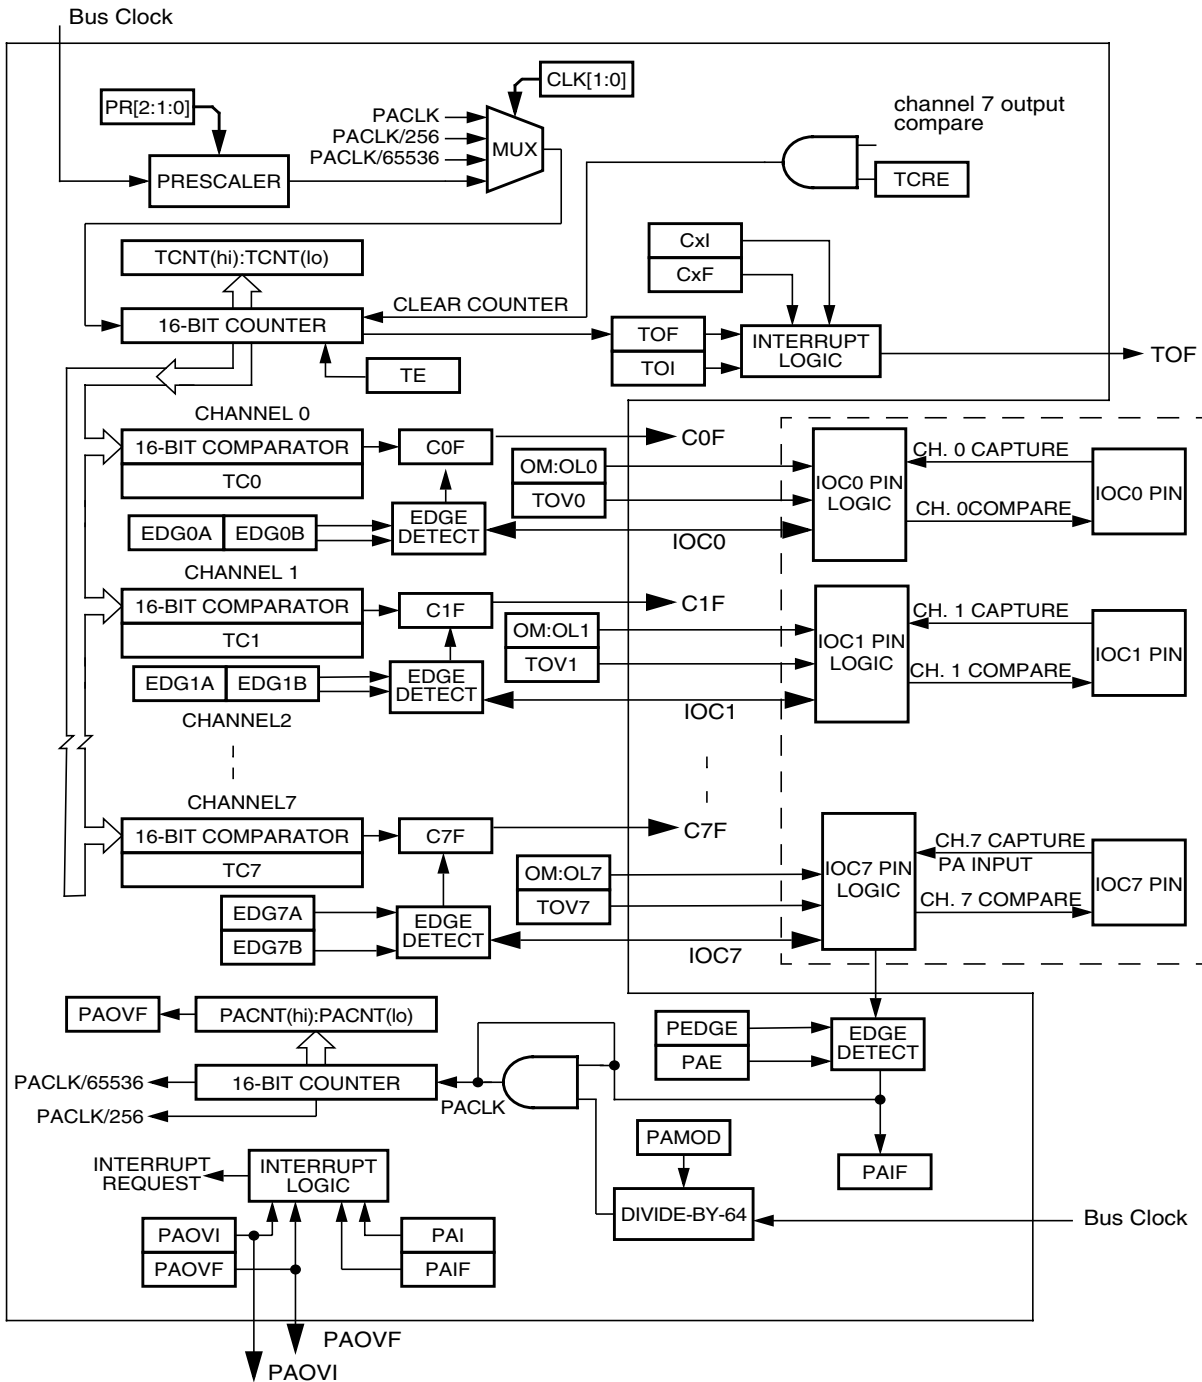 Bus Clock
CLK[1:0]
PR[2:1:0]
PACLK
PACLK/256
PACLK/65536
MUX
channel 7 output
compare
PRESCALER
TCRE
CxI
CxF
TCNT(hi):TCNT(lo)
CLEAR COUNTER
16-BIT COUNTER
TOF
TOI
INTERRUPT
LOGIC
TOF
TE
CHANNEL 0
16-BIT COMPARATOR
TC0
C0F
C0F
OM:OL0
TOV0
IOC0 PIN
LOGIC
CH. 0 CAPTURE
CH. 0COMPARE
IOC0 PIN
EDG0A
EDG0B
EDGE
DETECT
IOC0
CHANNEL 1
16-BIT COMPARATOR
TC1
C1F
C1F
OM:OL1
TOV1
IOC1 PIN
LOGIC
CH. 1 CAPTURE
CH. 1 COMPARE
IOC1 PIN
EDG1A
EDG1B
EDGE
DETECT
IOC1
CHANNEL2
CHANNEL7
16-BIT COMPARATOR
TC7
C7F
C7F
OM:OL7
TOV7
IOC7 PIN
LOGIC
CH.7 CAPTURE
PA INPUT
CH. 7 COMPARE
IOC7 PIN
EDG7A
EDG7B
EDGE
DETECT
IOC7
PAOVF
PACNT(hi):PACNT(lo)
PEDGE
PAE
EDGE
DETECT
PACLK/65536
16-BIT COUNTER
PACLK
PACLK/256
PAMOD
PAIF
INTERRUPT
REQUEST
INTERRUPT
LOGIC
DIVIDE-BY-64
Bus Clock
PAOVI
PAOVF
PAI
PAIF
PAOVF
PAOVI